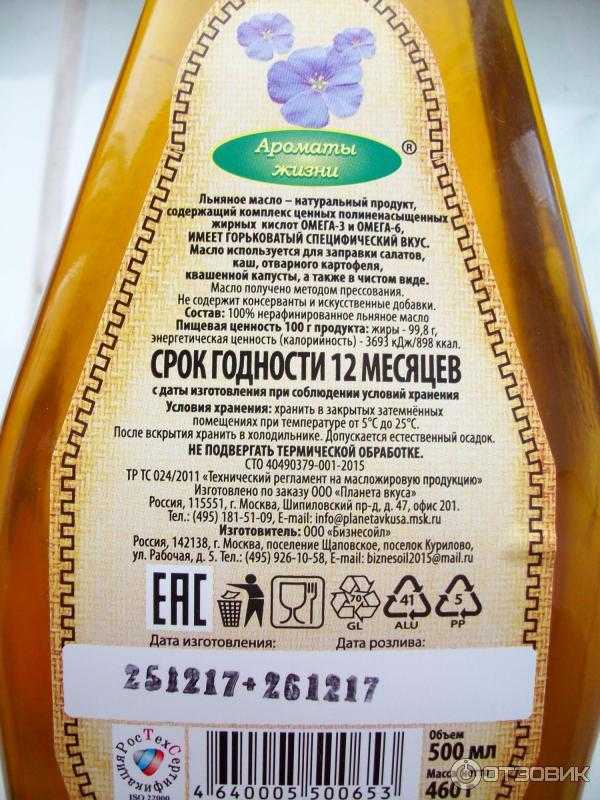 Ароматы
жизни
®
Льняное масло – натуральный продукт,
содержащий комплекс ценных полиненасыщенных
жирных кислот ОМЕГА-3 и ОМЕГА-6,
ИМЕЕТ ГОРЬКОВАТЫЙ СПЕЦИФИЧЕСКИЙ ВКУС.
Масло используется для заправки салатов,
каш, отварного картофеля,
квашенной капусты, а также в чистом виде.
Масло получено методом прессования.
Не содержит консерванты и искусственные добавки.
Состав: 100% нерафинированное льняное масло
Пищевая ценность 100 г продукта: жиры - 99,8 г,
энергетическая ценность (калорийность) - 3693 кДж/898 ккал.
СРОК ГОДНОСТИ 12 МЕСЯЦЕВ
с даты изготовления при соблюдении условий хранения
Условия хранения: хранить в закрытых затемнённых
помещениях при температуре от 5°С до 25°С.
После вскрытия хранить в холодильнике. Допускается естественный осадок.
НЕ ПОДВЕРГАТЬ ТЕРМИЧЕСКОЙ ОБРАБОТКЕ.
СТО 40490379-001-2015
ТР ТС 024/2011 «Технический регламент на масложировую продукцию»
Изготовлено по заказу ООО «Планета вкуса»
Россия, 115551, г. Москва, Шипиловский пр-д, д. 47, офис 201.
Тел.: (495) 181-51-09, E-mail: info@planetavkusa.msk.ru
Изготовитель: ООО «Бизнесойл»
Россия, 142138, г. Москва, поселение Щаповское, поселок Курилово,
ул. Рабочая, д. 5. Тел.: (495) 926-10-58, E-mail: biznesoil2015@mail.ru
ЕАС
70 41 5
GL ALU PP
Дата изготовления: Дата розлива:
251217+261217
РосТехСертификация
ISO 22000
4 640005 500653
Объем
500 мл
Масса нетто
460 г
ОТЗОВИК